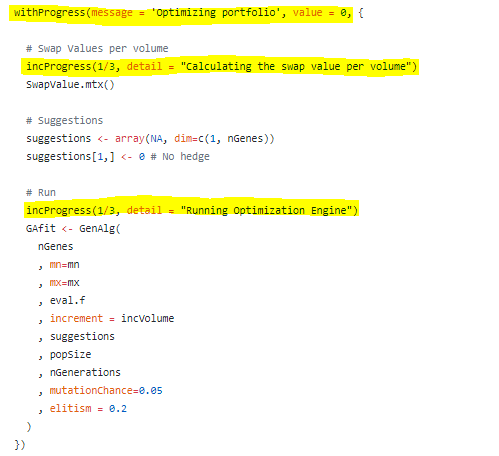 withProgress(message = 'Optimizing portfolio', value = 0, {
# Swap Values per volume
incProgress(1/3, detail = "Calculating the swap value per volume")
SwapValue.mtx()
# Suggestions
suggestions <- array(NA, dim=c(1, nGenes))
suggestions[1,] <- 0 # No hedge
# Run
incProgress(1/3, detail = "Running Optimization Engine")
GAfit <- GenAlg(
nGenes
, mn=mn
, mx=mx
, eval.f
, increment = incVolume
, suggestions
, popSize
, nGenerations
, mutationChance=0.05
, elitism = 0.2
)
})